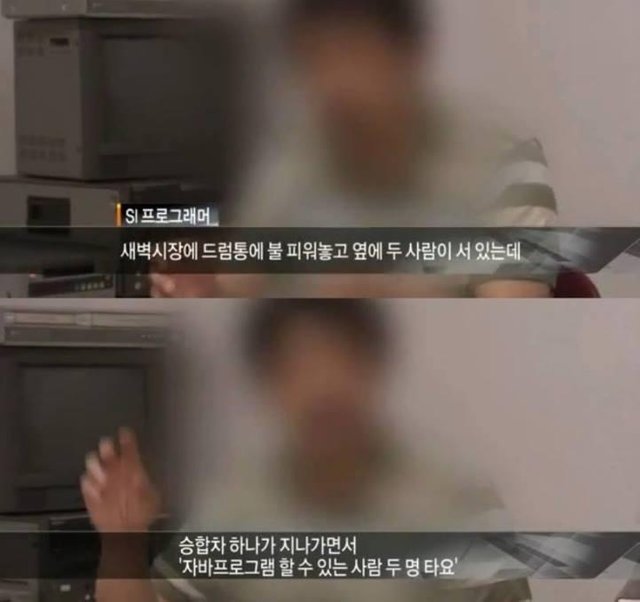 SI 프로그래머
새벽시장에 드럼통에 불 피워놓고 옆에 두 사람이 서 있는데
승합차 하나가 지나가면서
'자바프로그램 할 수 있는 사람 두 명 타요'